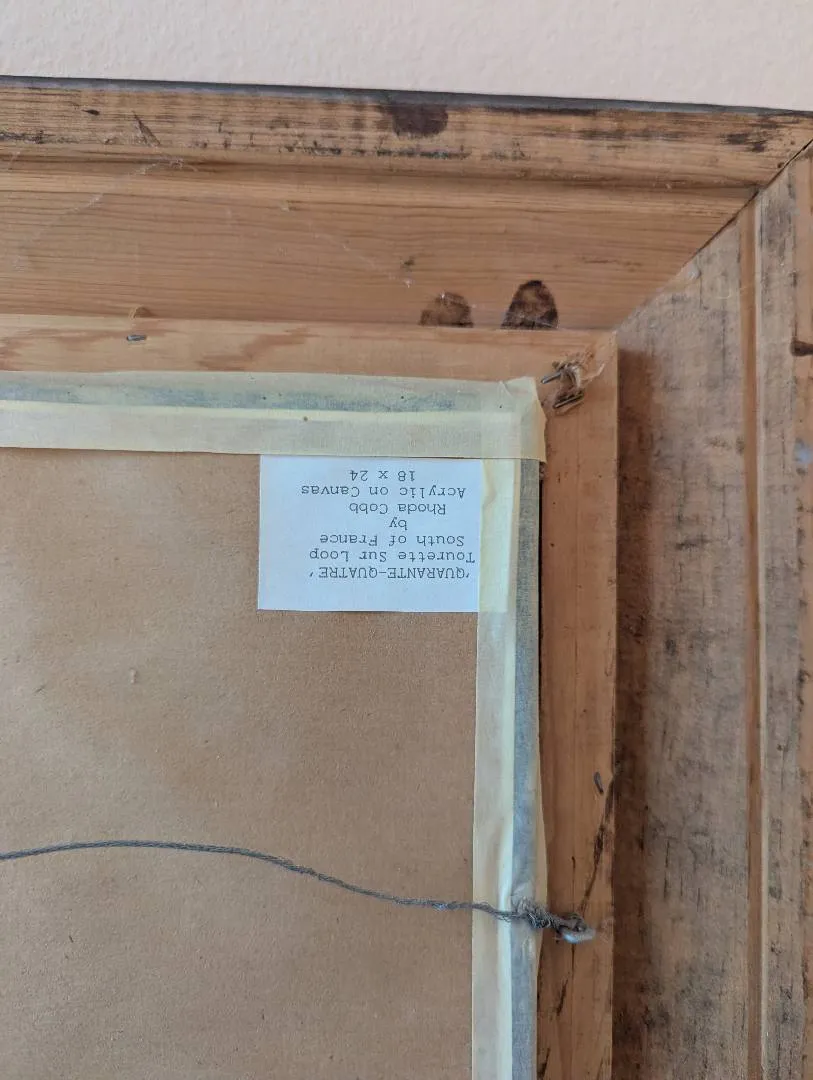 'QUARANTE-QUATRE'
Tourette Sur Loop
South of France
by
Rhoda Cobb
Acrylic on Canvas
18 x 24